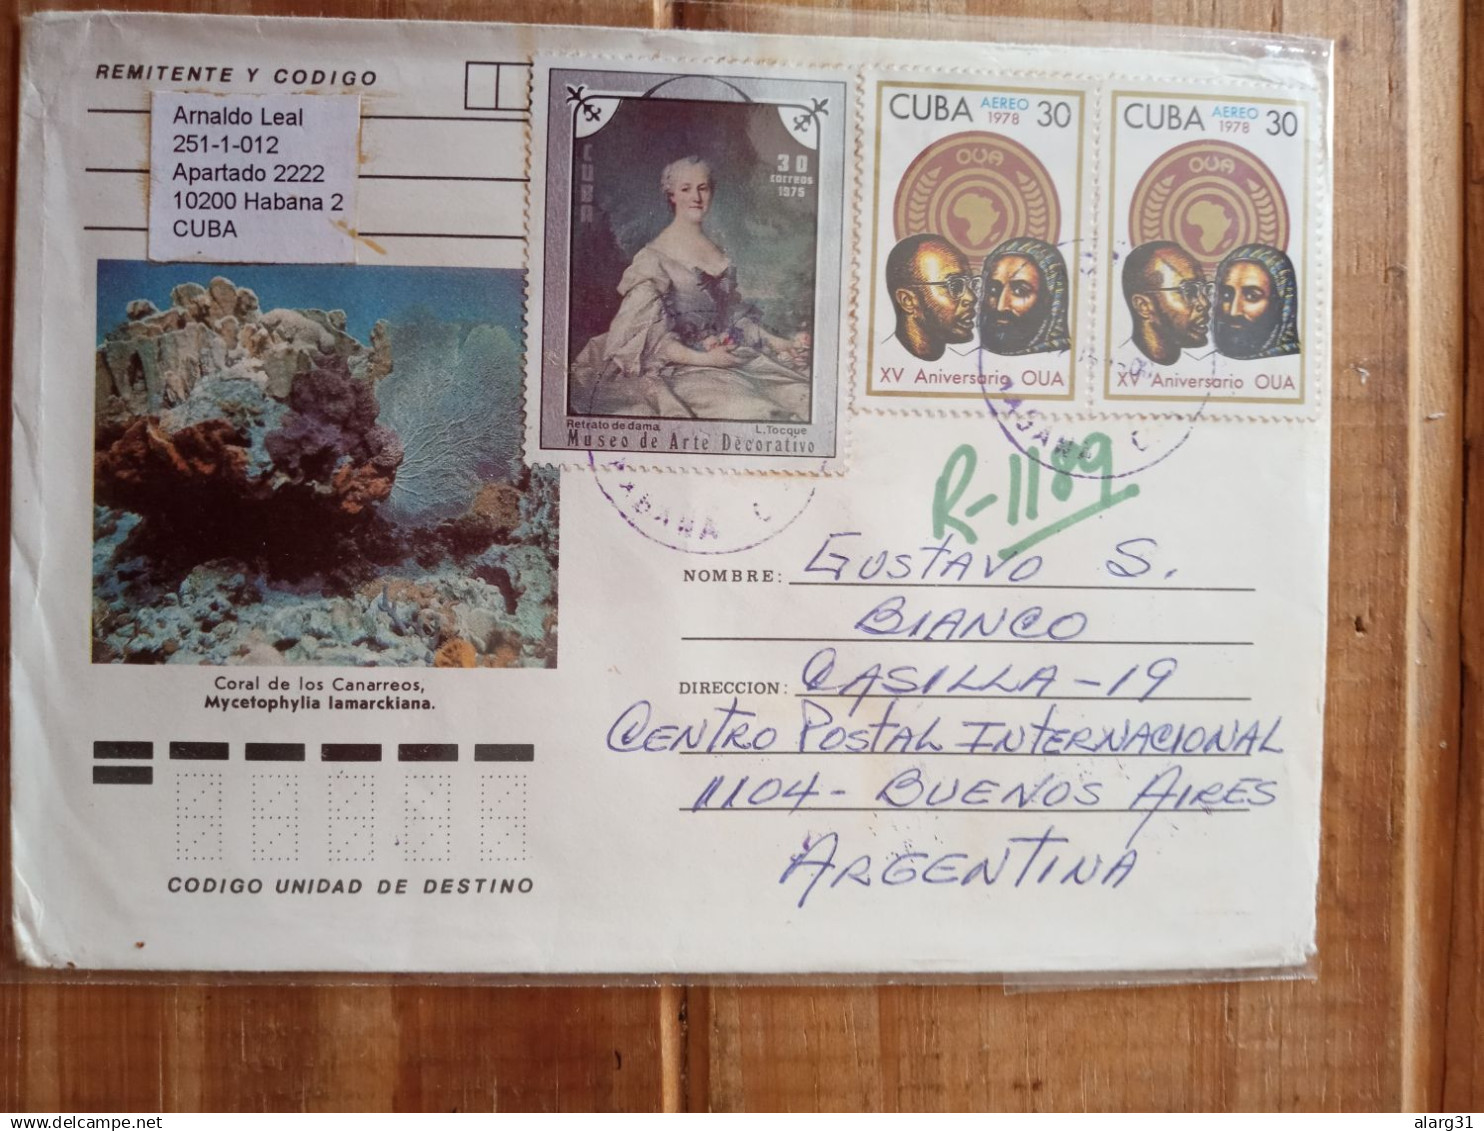 REMITENTE Y CODIGO
Arnaldo Leal
251-1-012
Apartado 2222
10200 Habana 2
CUBA
CUBA
30
correos
1975
Retrato de dama
L. Tocque
Museo de Arte Decorativo
CUBA AEREO 1978 30
OUA
XV Aniversario OUA
CUBA AEREO 1978 30
OUA
XV Aniversario OUA
HABANA
HABANA
R-1189
Coral de los Canarreos,
Mycetophylia lamarckiana.
NOMBRE: GUSTAVO S.
BIANCO
DIRECCION: CASILLA-19
CENTRO POSTAL INTERNACIONAL
1104-BUENOS AIRES
ARGENTINA
CODIGO UNIDAD DE DESTINO
alarg31